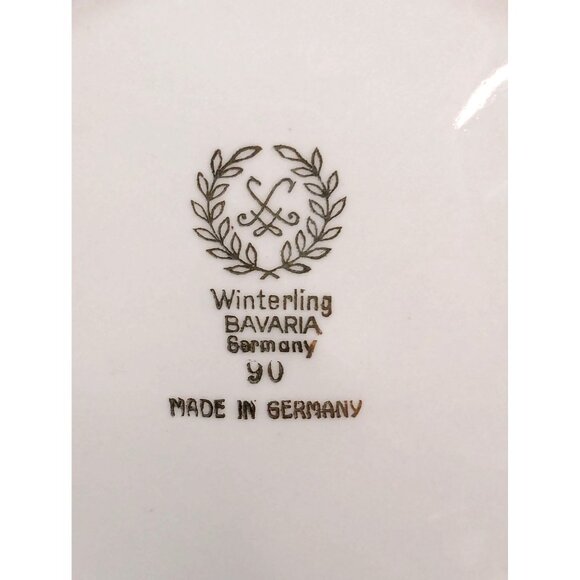 Winterling
BAVARIA
Germany
90
MADE IN GERMANY